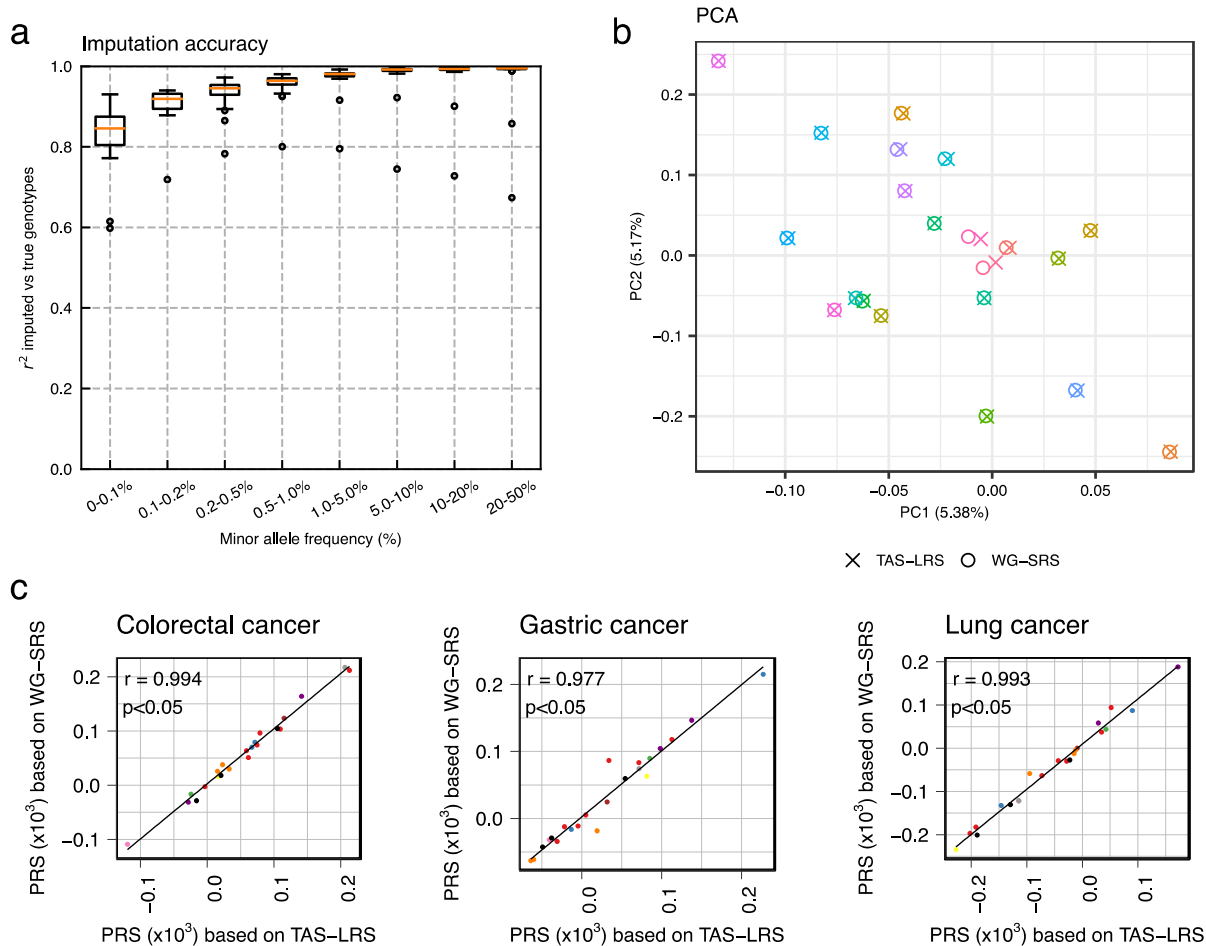 a
Imputation accuracy
1.0
0.8
0.6
0.4
0.2
0.0
r² imputed vs true genotypes
0-0.1%
0.1-0.2%
0.2-0.5%
0.5-1.0%
1.0-5.0%
5.0-10%
10-20%
20-50%
Minor allele frequency (%)
b
PCA
0.2
0.1
0.0
−0.1
−0.2
PC2 (5.17%)
−0.10
−0.05
0.00
0.05
PC1 (5.38%)
TAS−LRS
WG−SRS
c
Colorectal cancer
r = 0.994
p<0.05
0.2
0.1
0.0
−0.1
PRS (x10³) based on WG−SRS
−0.1
0.0
0.1
0.2
PRS (x10³) based on TAS−LRS
Gastric cancer
r = 0.977
p<0.05
0.2
0.1
0.0
PRS (x10³) based on WG−SRS
0.0
0.1
0.2
PRS (x10³) based on TAS−LRS
Lung cancer
r = 0.993
p<0.05
0.2
0.1
0.0
−0.1
−0.2
PRS (x10³) based on WG−SRS
−0.2
−0.1
0.0
0.1
PRS (x10³) based on TAS−LRS